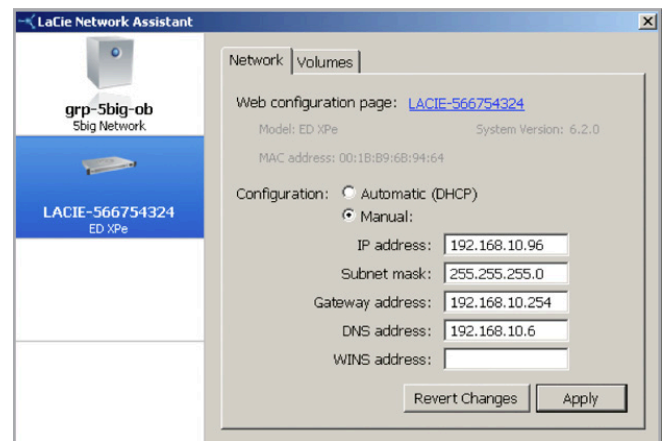 LaCie Network Assistant
grp-5big-ob
5big Network
LACIE-566754324
ED XPe
Network
Volumes
Web configuration page: LACIE-566754324
Model: ED XPe System Version: 6.2.0
MAC address: 00:1B:B9:6B:94:64
Configuration: Automatic (DHCP)
Manual:
IP address: 192.168.10.96
Subnet mask: 255.255.255.0
Gateway address: 192.168.10.254
DNS address: 192.168.10.6
WINS address:
Revert Changes Apply